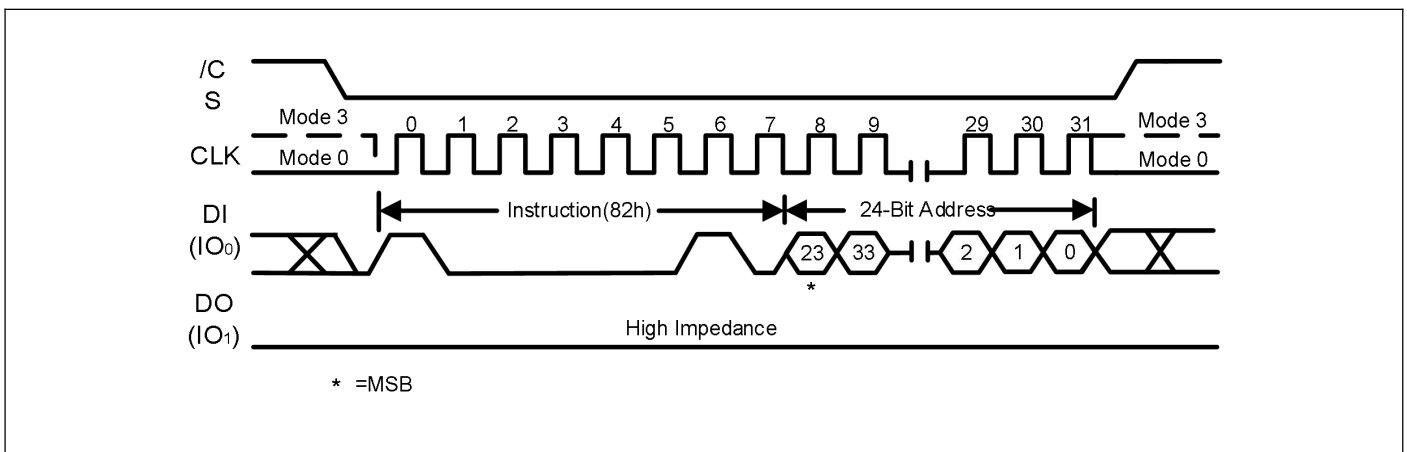 /C
S
Mode 3
0 1 2 3 4 5 6 7 8 9 29 30 31
Mode 3
CLK
Mode 0
Mode 0
DI
(IO0)
Instruction(82h)
24-Bit Address
23 33 2 1 0
*
DO
(IO1)
High Impedance
* =MSB